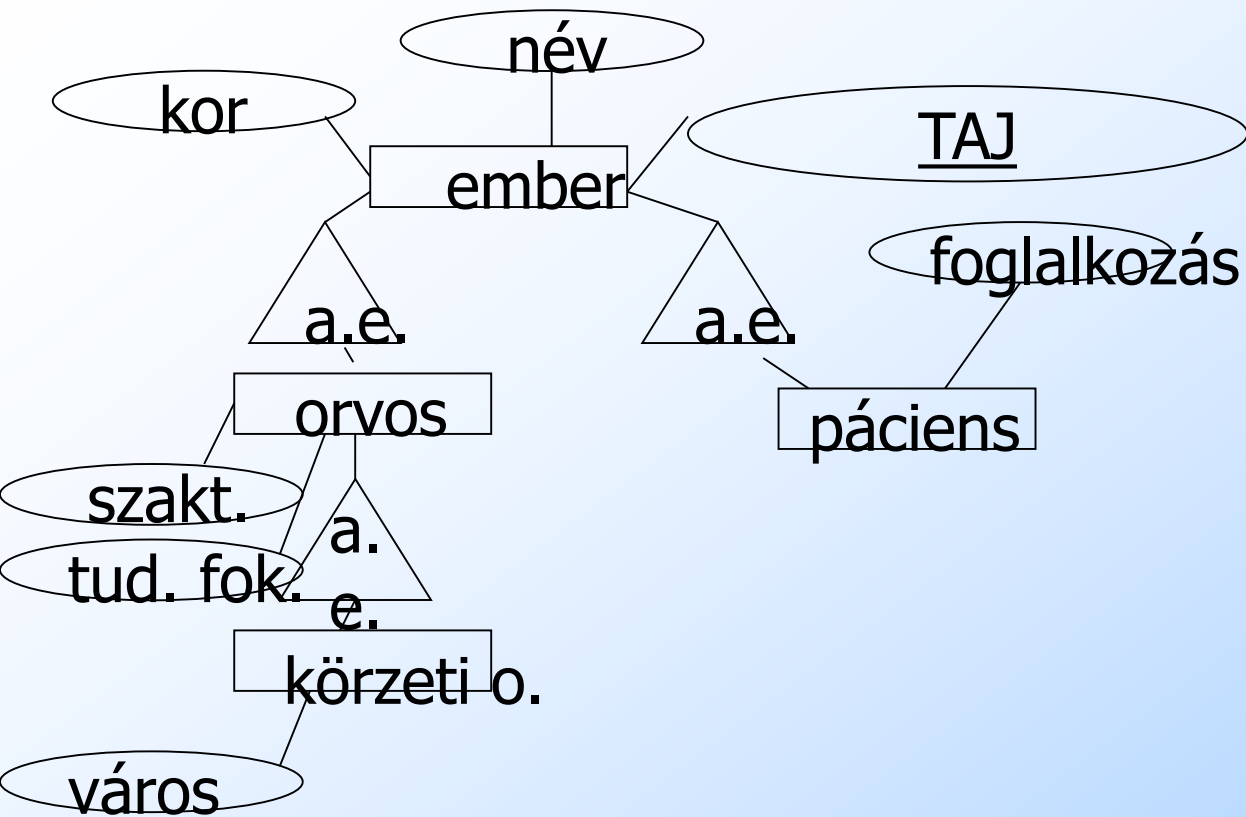 név
kor
TAJ
ember
foglalkozás
a.e.
a.e.
orvos
páciens
szakt.
a.
e.
tud. fok.
körzeti o.
város